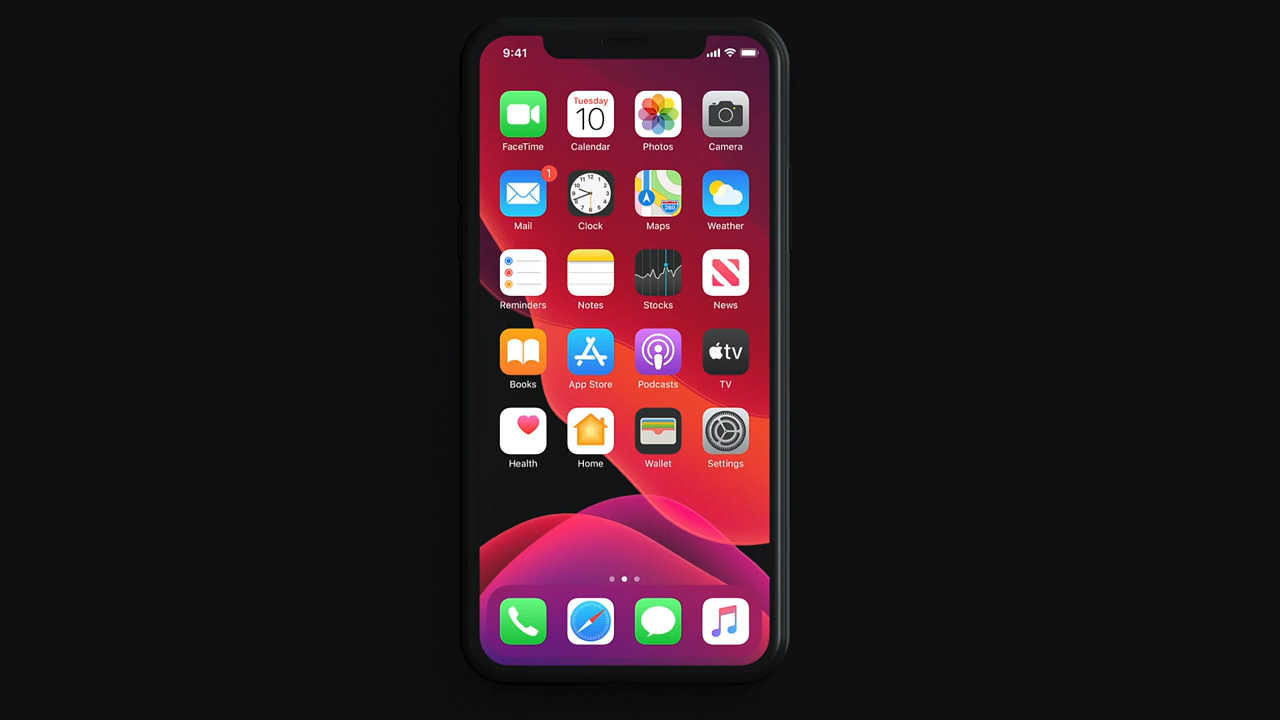 9:41
Tuesday
10
FaceTime
Calendar
Photos
Camera
1
Mail
Clock
Maps
Weather
280
Reminders
Notes
Stocks
News
tv
Books
App Store
Podcasts
TV
Health
Home
Wallet
Settings